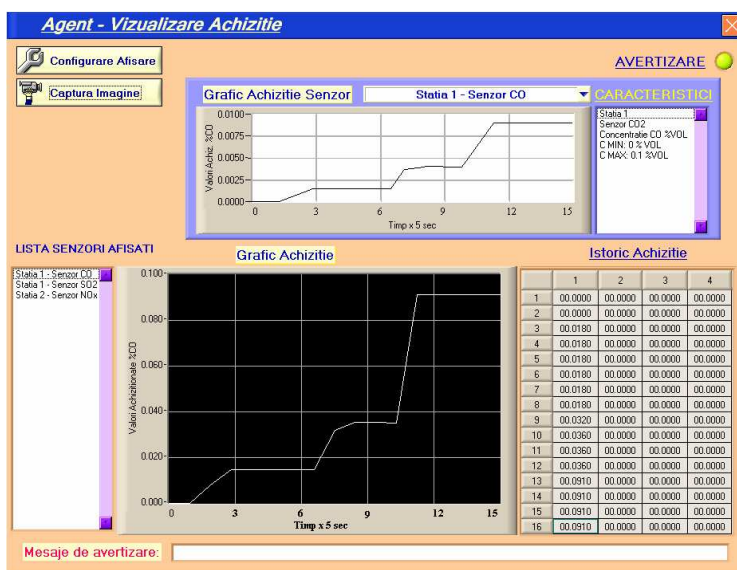 Agent - Vizualizare Achizitie
Configurare Afisare
AVERTIZARE
Captura Imagine
Grafic Achizitie Senzor
Statia 1 - Senzor CO
CARACTERISTICI
Valori Achiz. %CO
0.0100
0.0075
0.0050
0.0025
0.0000
0 3 6 9 12 15
Timp x 5 sec
Statia 1
Senzor CO2
Concentratie CO %VOL
C MIN: 0 % VOL
C MAX: 0.1 %VOL
LISTA SENZORI AFISATI
Statia 1 - Senzor CO
Statia 1 - Senzor SO2
Statia 2 - Senzor NOx
Grafic Achizitie
Valori Achizitionate %CO
0.100
0.080
0.060
0.040
0.020
0.000
0 3 6 9 12 15
Timp x 5 sec
Istoric Achizitie
1 2 3 4
1 00.0000 00.0000 00.0000 00.0000
2 00.0000 00.0000 00.0000 00.0000
3 00.0180 00.0000 00.0000 00.0000
4 00.0180 00.0000 00.0000 00.0000
5 00.0180 00.0000 00.0000 00.0000
6 00.0180 00.0000 00.0000 00.0000
7 00.0180 00.0000 00.0000 00.0000
8 00.0180 00.0000 00.0000 00.0000
9 00.0320 00.0000 00.0000 00.0000
10 00.0360 00.0000 00.0000 00.0000
11 00.0360 00.0000 00.0000 00.0000
12 00.0360 00.0000 00.0000 00.0000
13 00.0910 00.0000 00.0000 00.0000
14 00.0910 00.0000 00.0000 00.0000
15 00.0910 00.0000 00.0000 00.0000
16 00.0910 00.0000 00.0000 00.0000
Mesaje de avertizare: